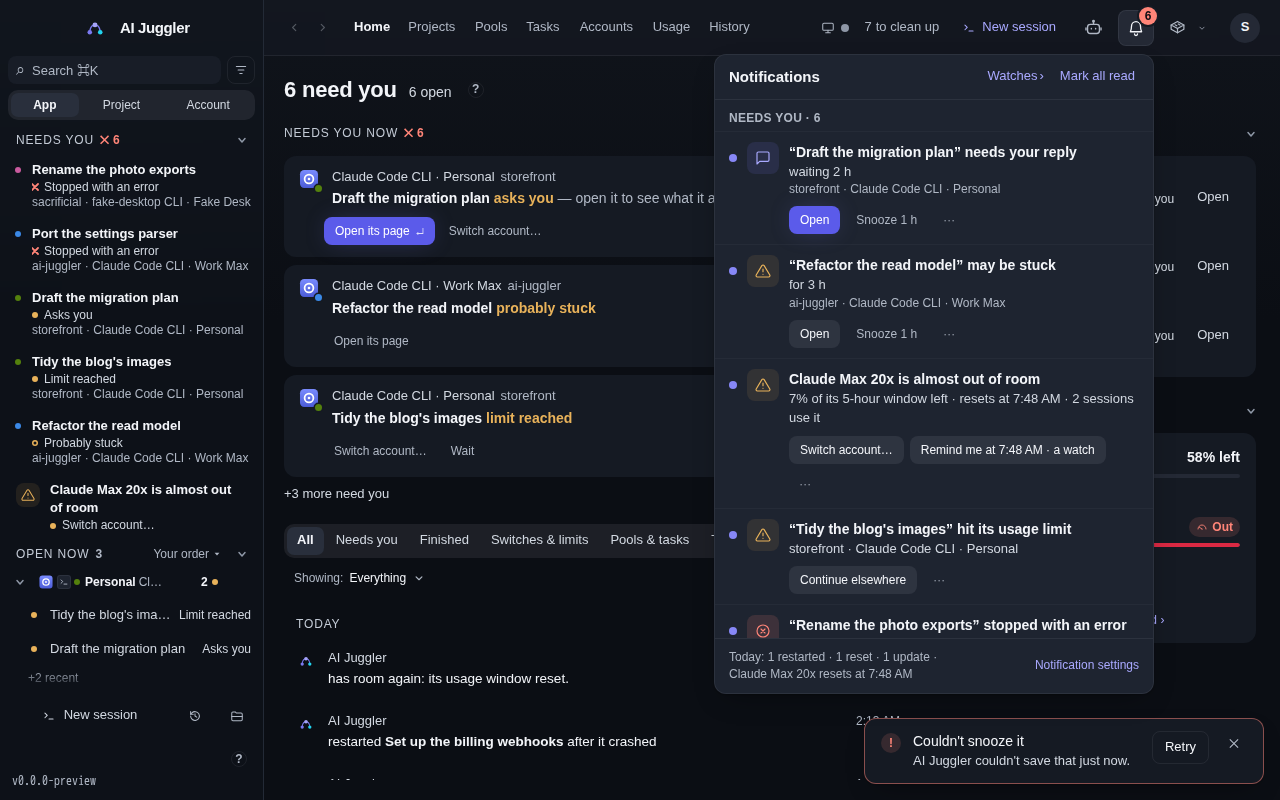 AI Juggler
Search ⌘K
App Project Account
NEEDS YOU 6
Rename the photo exports
Stopped with an error
sacrificial · fake-desktop CLI · Fake Desk
Port the settings parser
Stopped with an error
ai-juggler · Claude Code CLI · Work Max
Draft the migration plan
Asks you
storefront · Claude Code CLI · Personal
Tidy the blog's images
Limit reached
storefront · Claude Code CLI · Personal
Refactor the read model
Probably stuck
ai-juggler · Claude Code CLI · Work Max
Claude Max 20x is almost out
of room
Switch account…
OPEN NOW 3 Your order
Personal Cl… 2
Tidy the blog's ima… Limit reached
Draft the migration plan Asks you
+2 recent
New session
?
v0.0.0-preview
Home Projects Pools Tasks Accounts Usage History
7 to clean up
New session
6
S
6 need you 6 open ?
NEEDS YOU NOW 6
Claude Code CLI · Personal storefront
Draft the migration plan asks you — open it to see what it a
Open its page Switch account…
Claude Code CLI · Work Max ai-juggler
Refactor the read model probably stuck
Open its page
Claude Code CLI · Personal storefront
Tidy the blog's images limit reached
Switch account… Wait
+3 more need you
All Needs you Finished Switches & limits Pools & tasks
Showing: Everything
TODAY
AI Juggler
has room again: its usage window reset.
AI Juggler
restarted Set up the billing webhooks after it crashed
you Open
you Open
you Open
58% left
Out
Notifications Watches › Mark all read
NEEDS YOU · 6
“Draft the migration plan” needs your reply
waiting 2 h
storefront · Claude Code CLI · Personal
Open Snooze 1 h ···
“Refactor the read model” may be stuck
for 3 h
ai-juggler · Claude Code CLI · Work Max
Open Snooze 1 h ···
Claude Max 20x is almost out of room
7% of its 5-hour window left · resets at 7:48 AM · 2 sessions
use it
Switch account… Remind me at 7:48 AM · a watch
···
“Tidy the blog's images” hit its usage limit
storefront · Claude Code CLI · Personal
Continue elsewhere ···
“Rename the photo exports” stopped with an error
Today: 1 restarted · 1 reset · 1 update ·
Claude Max 20x resets at 7:48 AM
Notification settings
! Couldn't snooze it
AI Juggler couldn't save that just now.
Retry